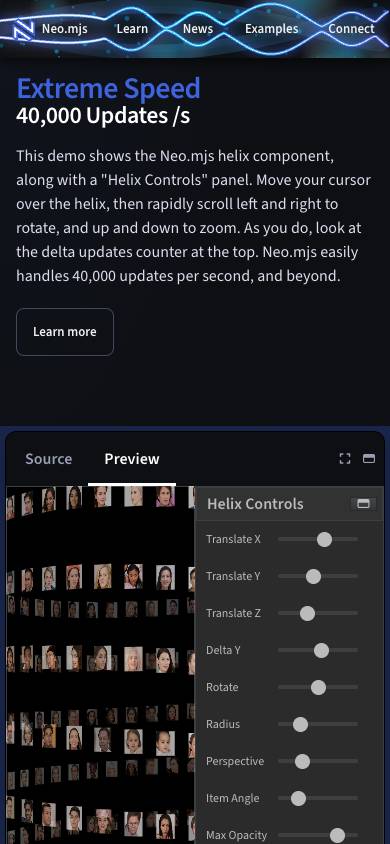 Neo.mjs Learn News Examples Connect
Extreme Speed
40,000 Updates /s
This demo shows the Neo.mjs helix component,
along with a "Helix Controls" panel. Move your cursor
over the helix, then rapidly scroll left and right to
rotate, and up and down to zoom. As you do, look at
the delta updates counter at the top. Neo.mjs easily
handles 40,000 updates per second, and beyond.
Learn more
Source Preview
Helix Controls
Translate X
Translate Y
Translate Z
Delta Y
Rotate
Radius
Perspective
Item Angle
Max Opacity